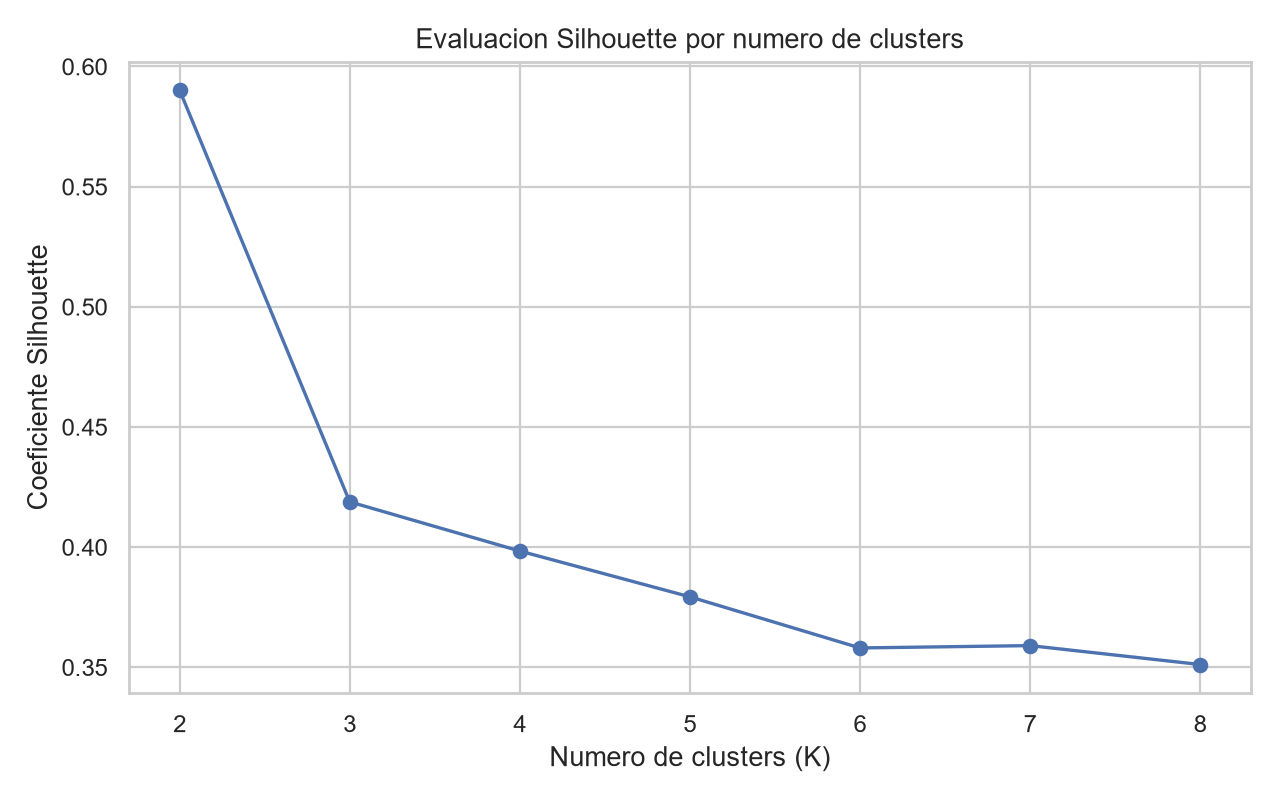 Evaluacion Silhouette por numero de clusters
Coeficiente Silhouette
0.60
0.55
0.50
0.45
0.40
0.35
2 3 4 5 6 7 8
Numero de clusters (K)